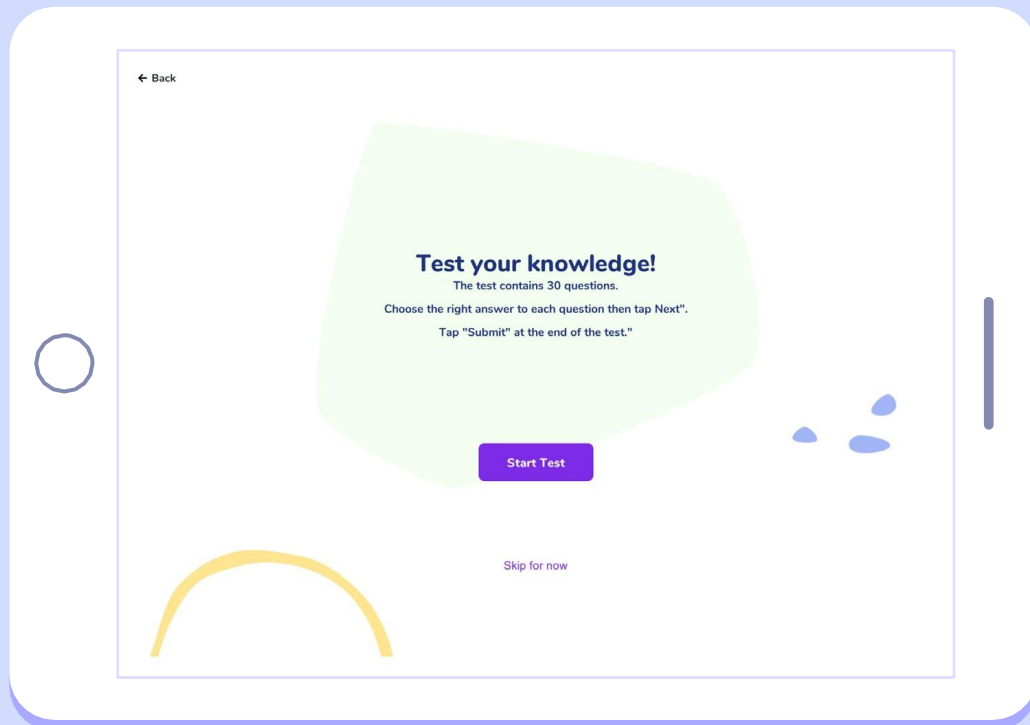 ← Back
Test your knowledge!
The test contains 30 questions.
Choose the right answer to each question then tap Next".
Tap "Submit" at the end of the test."
Start Test
Skip for now